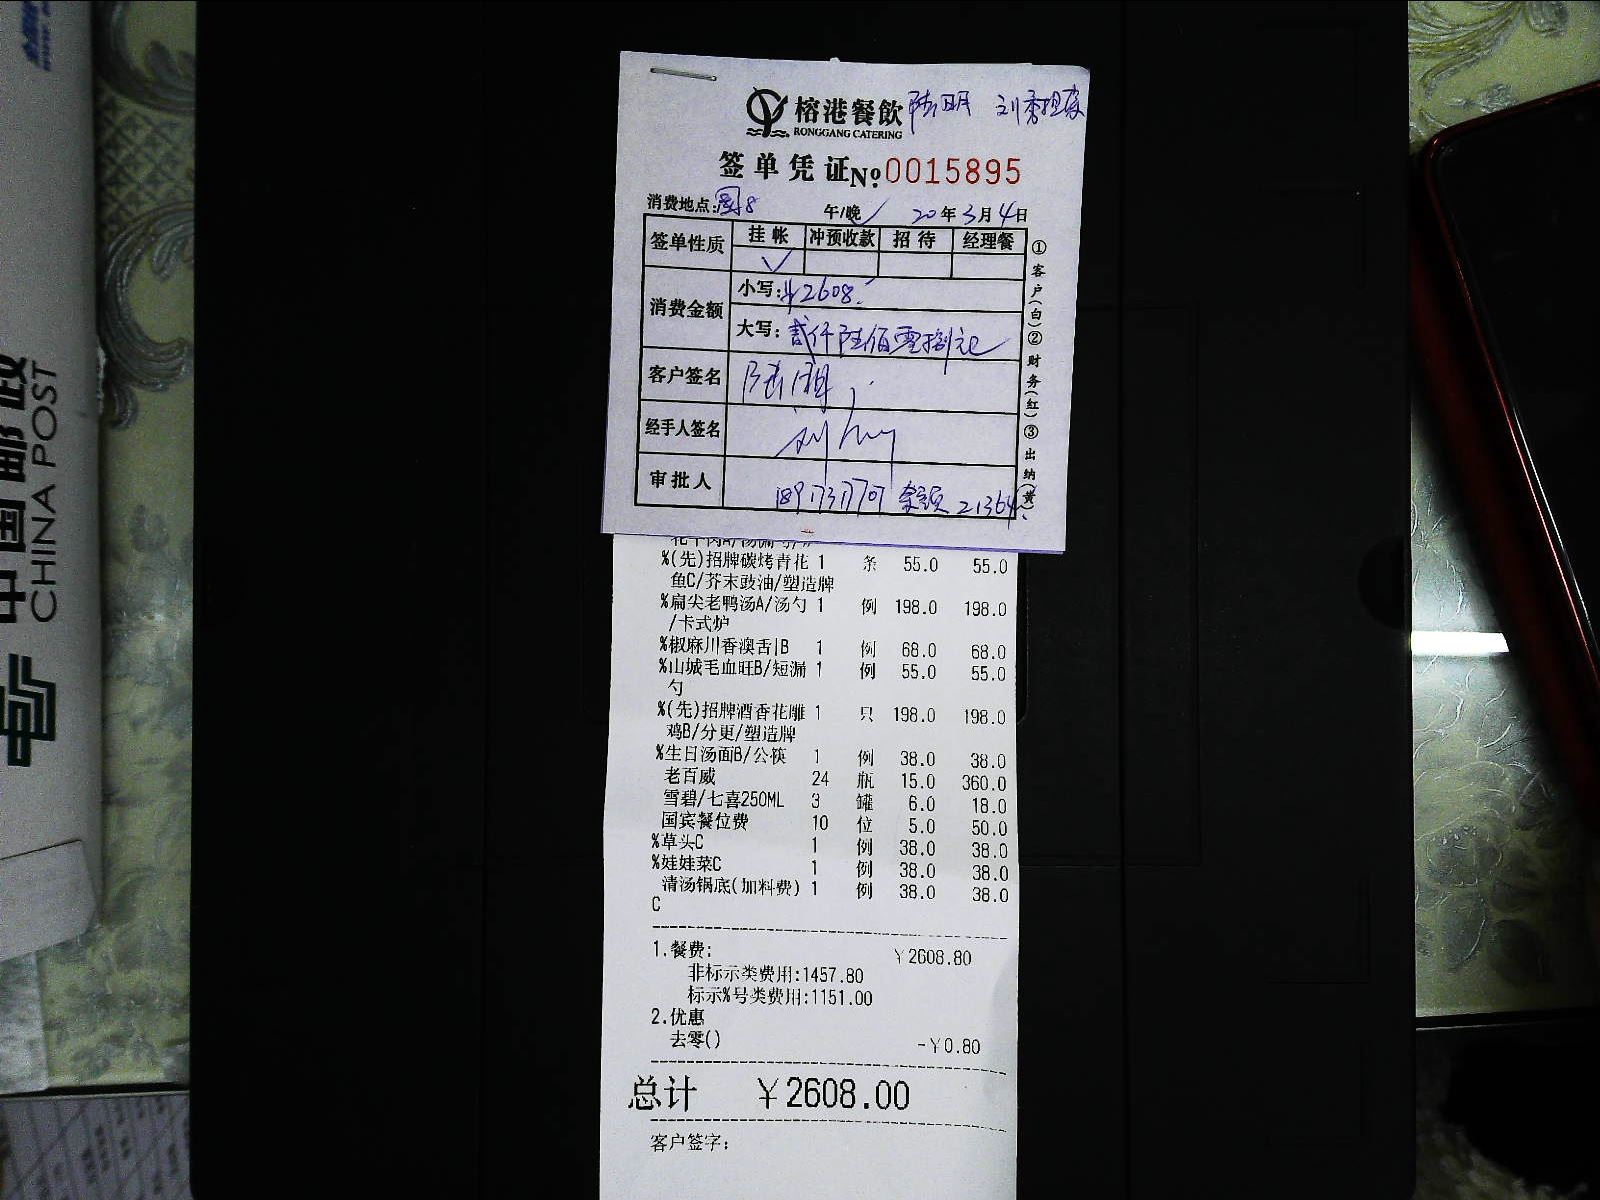 榕港餐飲 陆明
RONGGANG CATERING
签单凭证 Nº 0015895
消费地点: 8 午/晚✓ 20年3月4日
签单性质 挂帐 冲预收款 招待 经理餐
✓
消费金额 小写:¥2608.-
大写: 贰仟陆佰零捌元
客户签名
经手人签名 刘
审批人 余额 21364
①客户(白)②财务(红)③出纳(黄)
%(先)招牌碳烤青花 1 条 55.0 55.0
鱼C/芥末豉油/塑造牌
%扁尖老鸭汤A/汤勺 1 例 198.0 198.0
/卡式炉
%椒麻川香澳舌|B 1 例 68.0 68.0
%山城毛血旺B/短漏 1 例 55.0 55.0
勺
%(先)招牌酒香花雕 1 只 198.0 198.0
鸡B/分更/塑造牌
%生日汤面B/公筷 1 例 38.0 38.0
老百威 24 瓶 15.0 360.0
雪碧/七喜250ML 3 罐 6.0 18.0
国宾餐位费 10 位 5.0 50.0
%草头C 1 例 38.0 38.0
%娃娃菜C 1 例 38.0 38.0
清汤锅底(加料费) 1 例 38.0 38.0
C
1.餐费: ¥2608.80
非标示类费用:1457.80
标示%号类费用:1151.00
2.优惠
去零() -¥0.80
总计 ¥2608.00
客户签字:
中国邮政
CHINA POST